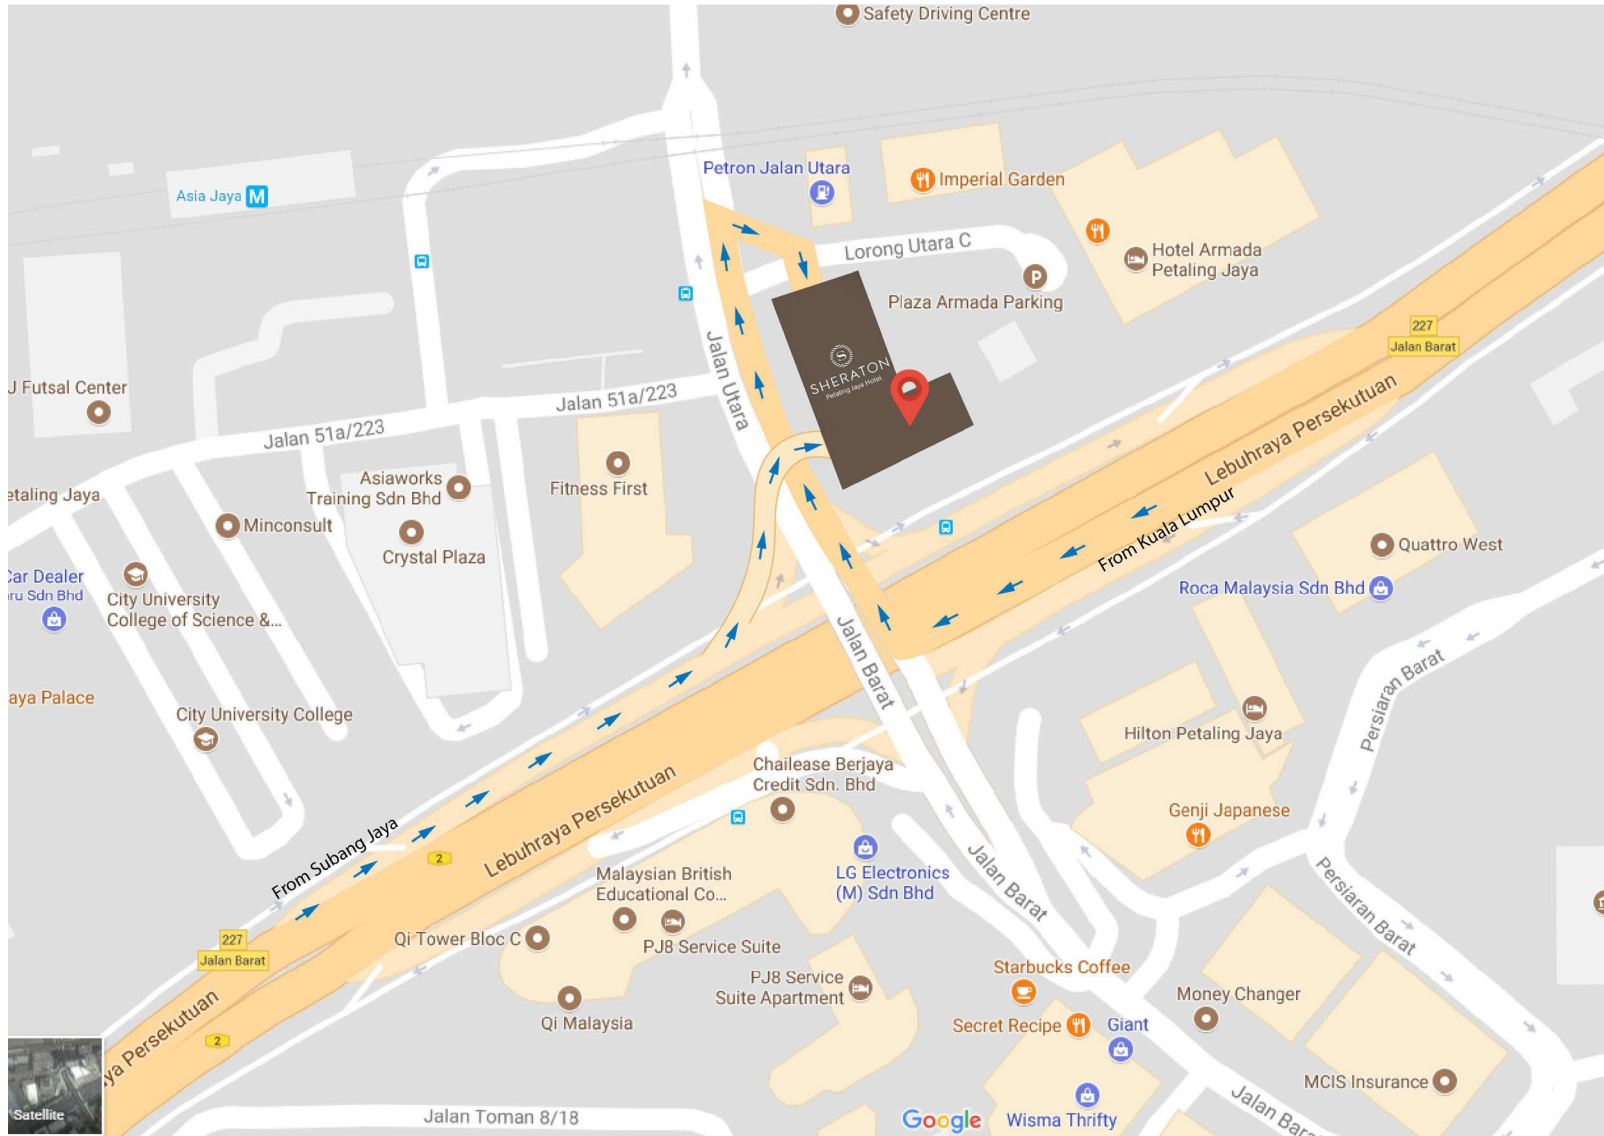 Safety Driving Centre
Petron Jalan Utara
Imperial Garden
Asia Jaya M
Lorong Utara C
Hotel Armada
Petaling Jaya
P
Plaza Armada Parking
227
Jalan Barat
Jalan Utara
S
SHERATON
Petaling Jaya Hotel
J Futsal Center
Jalan 51a/223
Jalan 51a/223
Lebuhraya Persekutuan
Asiaworks
Training Sdn Bhd
Fitness First
etaling Jaya
Minconsult
Crystal Plaza
From Kuala Lumpur
Quattro West
Car Dealer
aru Sdn Bhd
City University
College of Science &...
Roca Malaysia Sdn Bhd
Jalan Barat
Persiaran Barat
aya Palace
City University College
Hilton Petaling Jaya
Chailease Berjaya
Credit Sdn. Bhd
Lebuhraya Persekutuan
Genji Japanese
From Subang Jaya
2
Malaysian British
Educational Co...
LG Electronics
(M) Sdn Bhd
Jalan Barat
Persiaran Barat
227
Jalan Barat
Qi Tower Bloc C
PJ8 Service Suite
PJ8 Service
Suite Apartment
Starbucks Coffee
Money Changer
Qi Malaysia
Secret Recipe
Giant
2
aya Persekutuan
MCIS Insurance
Satellite
Jalan Toman 8/18
Google
Wisma Thrifty
Jalan Bara